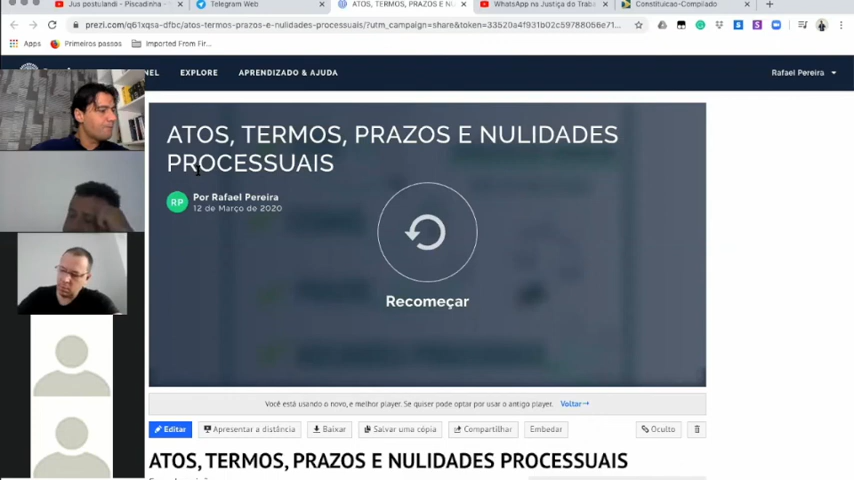 Jus postulandi - Piscadinha
Telegram Web
ATOS, TERMOS, PRAZOS E N
WhatsApp na Justiça do Traba
Constituicao-Compilado
prezi.com/q61xqsa-dfbc/atos-termos-prazos-e-nulidades-processuais/?utm_campaign=share&token=33520a4f931b02c59788056e71...
Apps
Primeiros passos
Imported From Fir...
NEL
EXPLORE
APRENDIZADO & AJUDA
Rafael Pereira
ATOS, TERMOS, PRAZOS E NULIDADES
PROCESSUAIS
RP
Por Rafael Pereira
12 de Março de 2020
Recomeçar
Você está usando o novo, e melhor player. Se quiser pode optar por usar o antigo player. Voltar→
Editar
Apresentar a distância
Baixar
Salvar uma cópia
Compartilhar
Embedar
Oculto
ATOS, TERMOS, PRAZOS E NULIDADES PROCESSUAIS